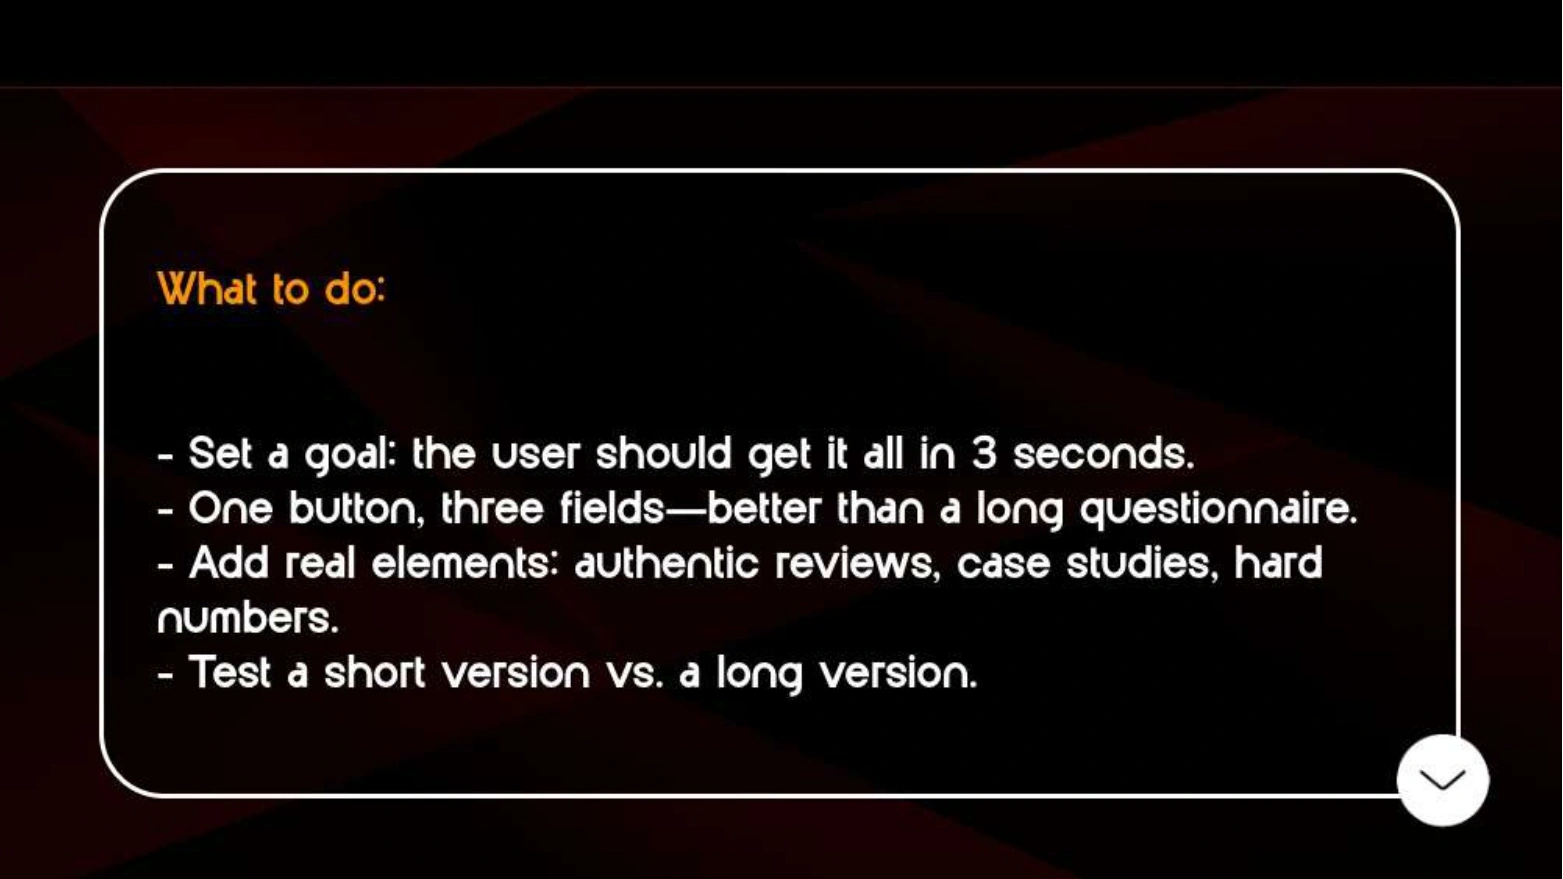 What to do:
- Set a goal: the user should get it all in 3 seconds.
- One button, three fields—better than a long questionnaire.
- Add real elements: authentic reviews, case studies, hard
numbers.
- Test a short version vs. a long version.